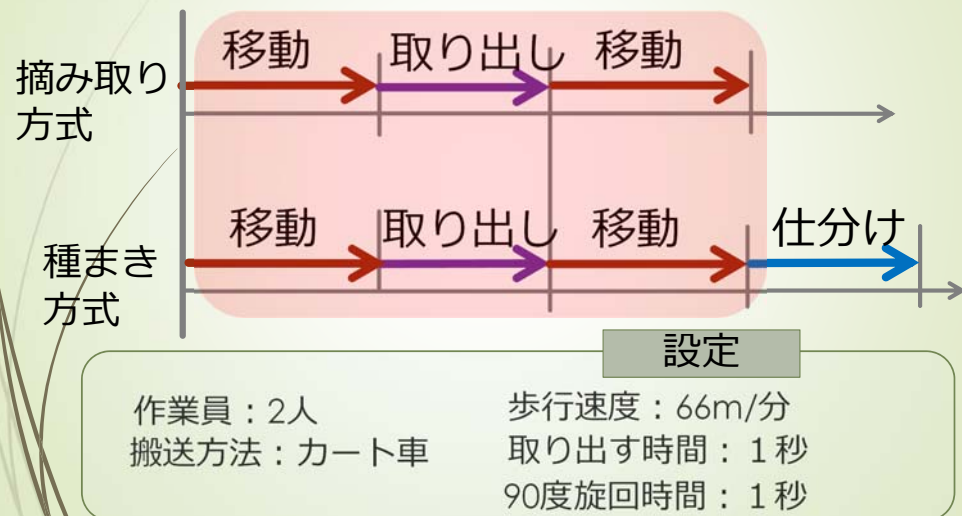 移動 取り出し 移動
摘み取り
方式
移動 取り出し 移動 仕分け
種まき
方式
設定
作業員：2人
搬送方法：カート車
歩行速度：66m/分
取り出す時間：１秒
90度旋回時間：１秒